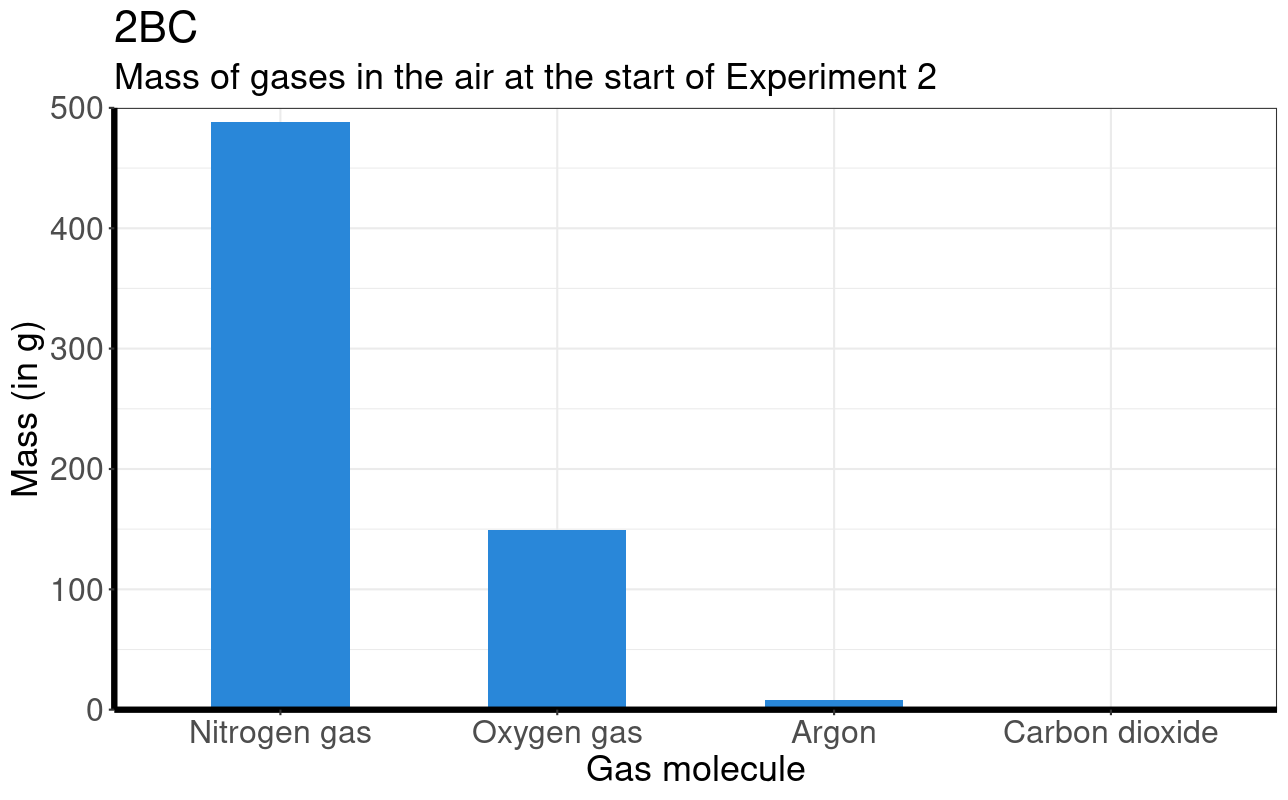 2BC
Mass of gases in the air at the start of Experiment 2
Mass (in g)
500
400
300
200
100
0
Nitrogen gas Oxygen gas Argon Carbon dioxide
Gas molecule